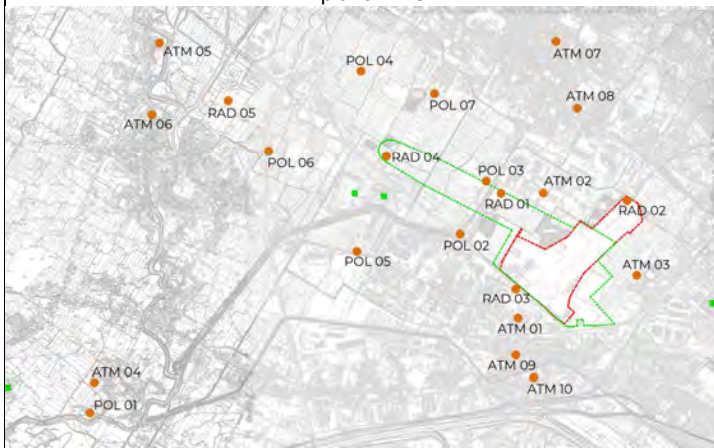 ATM 05
ATM 07
POL 04
POL 07
RAD 05
ATM 08
ATM 06
POL 06
RAD 04
POL 03
RAD 01
ATM 02
RAD 02
POL 02
POL 05
ATM 03
RAD 03
ATM 01
ATM 09
ATM 10
ATM 04
POL 01